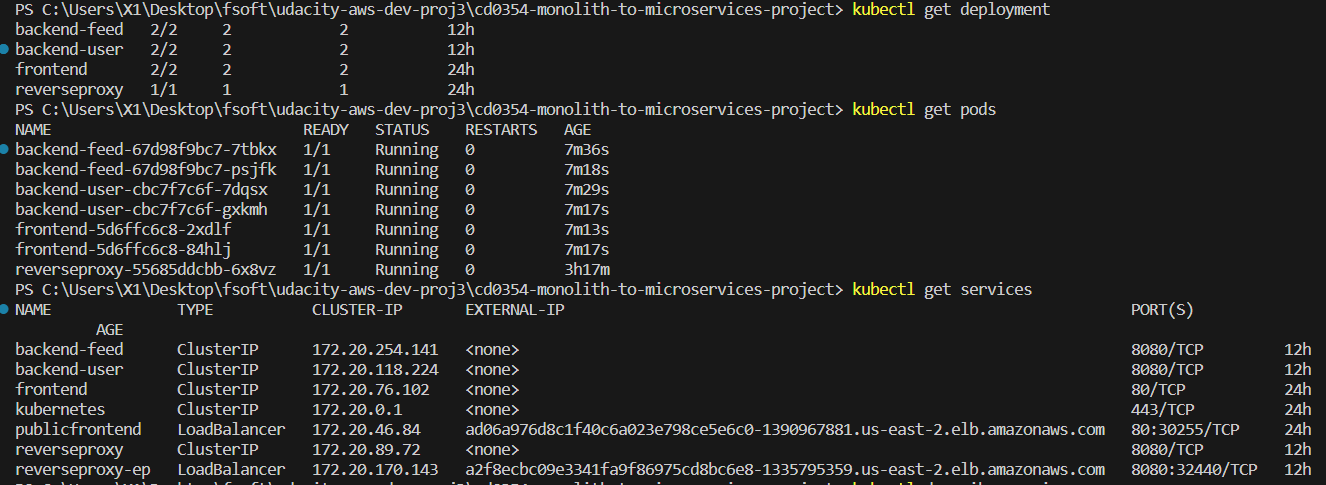 PS C:\Users\X1\Desktop\fsoft\udacity-aws-dev-proj3\cd0354-monolith-to-microservices-project> kubectl get deployment
backend-feed 2/2 2 2 12h
backend-user 2/2 2 2 12h
frontend 2/2 2 2 24h
reverseproxy 1/1 1 1 24h
PS C:\Users\X1\Desktop\fsoft\udacity-aws-dev-proj3\cd0354-monolith-to-microservices-project> kubectl get pods
NAME READY STATUS RESTARTS AGE
backend-feed-67d98f9bc7-7tbkx 1/1 Running 0 7m36s
backend-feed-67d98f9bc7-psjfk 1/1 Running 0 7m18s
backend-user-cbc7f7c6f-7dqsx 1/1 Running 0 7m29s
backend-user-cbc7f7c6f-gxkmh 1/1 Running 0 7m17s
frontend-5d6ffc6c8-2xdlf 1/1 Running 0 7m13s
frontend-5d6ffc6c8-84hlj 1/1 Running 0 7m17s
reverseproxy-55685ddcbb-6x8vz 1/1 Running 0 3h17m
PS C:\Users\X1\Desktop\fsoft\udacity-aws-dev-proj3\cd0354-monolith-to-microservices-project> kubectl get services
NAME TYPE CLUSTER-IP EXTERNAL-IP PORT(S)
AGE
backend-feed ClusterIP 172.20.254.141 <none> 8080/TCP 12h
backend-user ClusterIP 172.20.118.224 <none> 8080/TCP 12h
frontend ClusterIP 172.20.76.102 <none> 80/TCP 24h
kubernetes ClusterIP 172.20.0.1 <none> 443/TCP 24h
publicfrontend LoadBalancer 172.20.46.84 ad06a976d8c1f40c6a023e798ce5e6c0-1390967881.us-east-2.elb.amazonaws.com 80:30255/TCP 24h
reverseproxy ClusterIP 172.20.89.72 <none> 8080/TCP 12h
reverseproxy-ep LoadBalancer 172.20.170.143 a2f8ecbc09e3341fa9f86975cd8bc6e8-1335795359.us-east-2.elb.amazonaws.com 8080:32440/TCP 12h